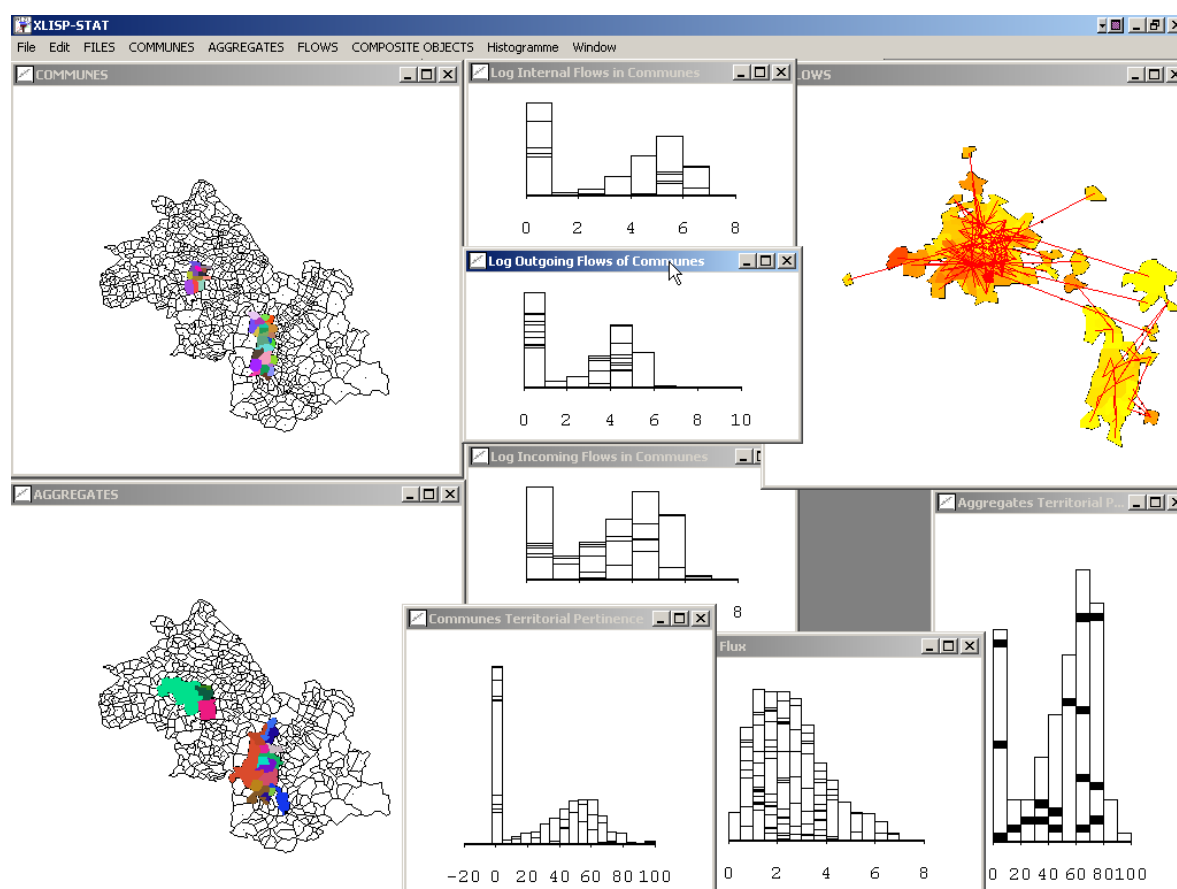 XLISP-STAT
File Edit FILES COMMUNES AGGREGATES FLOWS COMPOSITE OBJECTS Histogramme Window
COMMUNES
Log Internal Flows in Communes
LOWS
0 2 4 6 8
Log Outgoing Flows of Communes
0 2 4 6 8 10
Log Incoming Flows in Communes
AGGREGATES
Aggregates Territorial P...
8
Communes Territorial Pertinence
Flux
-20 0 20 40 60 80 100
0 2 4 6 8
0 20 40 60 80100